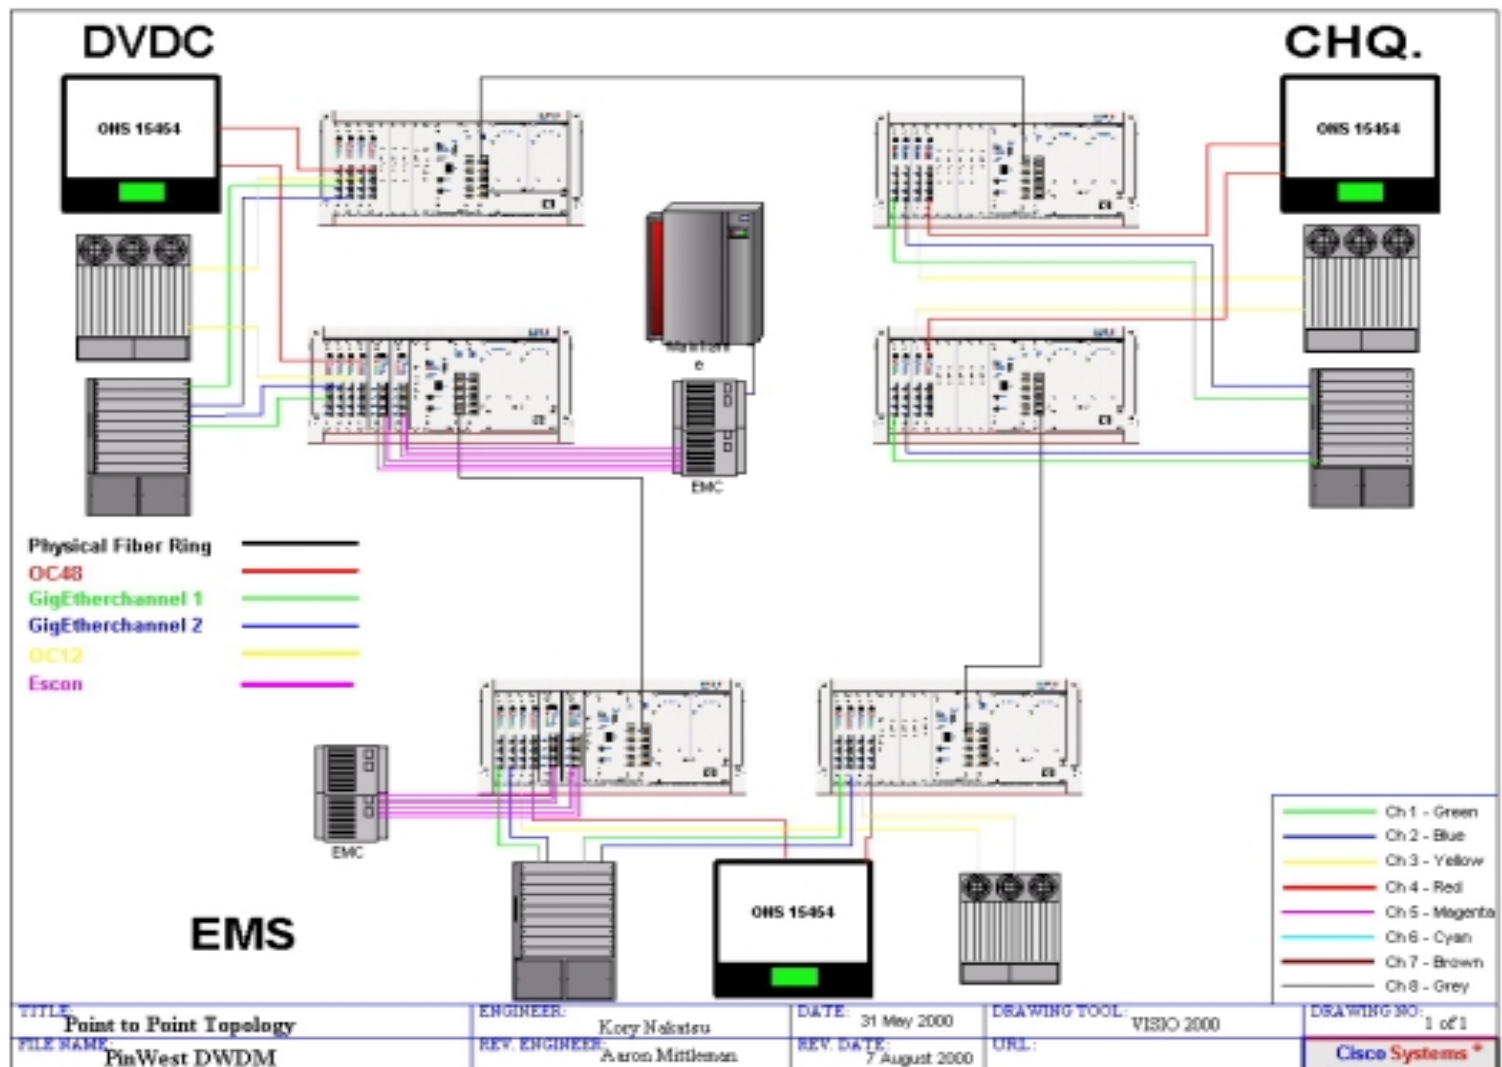 DVDC
CHQ.
ONS 15454
ONS 15454
Mainframe
EMC
Physical Fiber Ring
OC48
GigEtherchannel 1
GigEtherchannel 2
OC12
Escon
EMC
ONS 15454
EMS
Ch 1 - Green
Ch 2 - Blue
Ch 3 - Yellow
Ch 4 - Red
Ch 5 - Magenta
Ch 6 - Cyan
Ch 7 - Brown
Ch 8 - Grey
TITLE: Point to Point Topology
ENGINEER: Kory Nakatsu
DATE: 31 May 2000
DRAWING TOOL: VISIO 2000
DRAWING NO: 1 of 1
FILE NAME: PinWest DWDM
REV. ENGINEER: Aaron Mittleman
REV. DATE: 7 August 2000
URL:
Cisco Systems